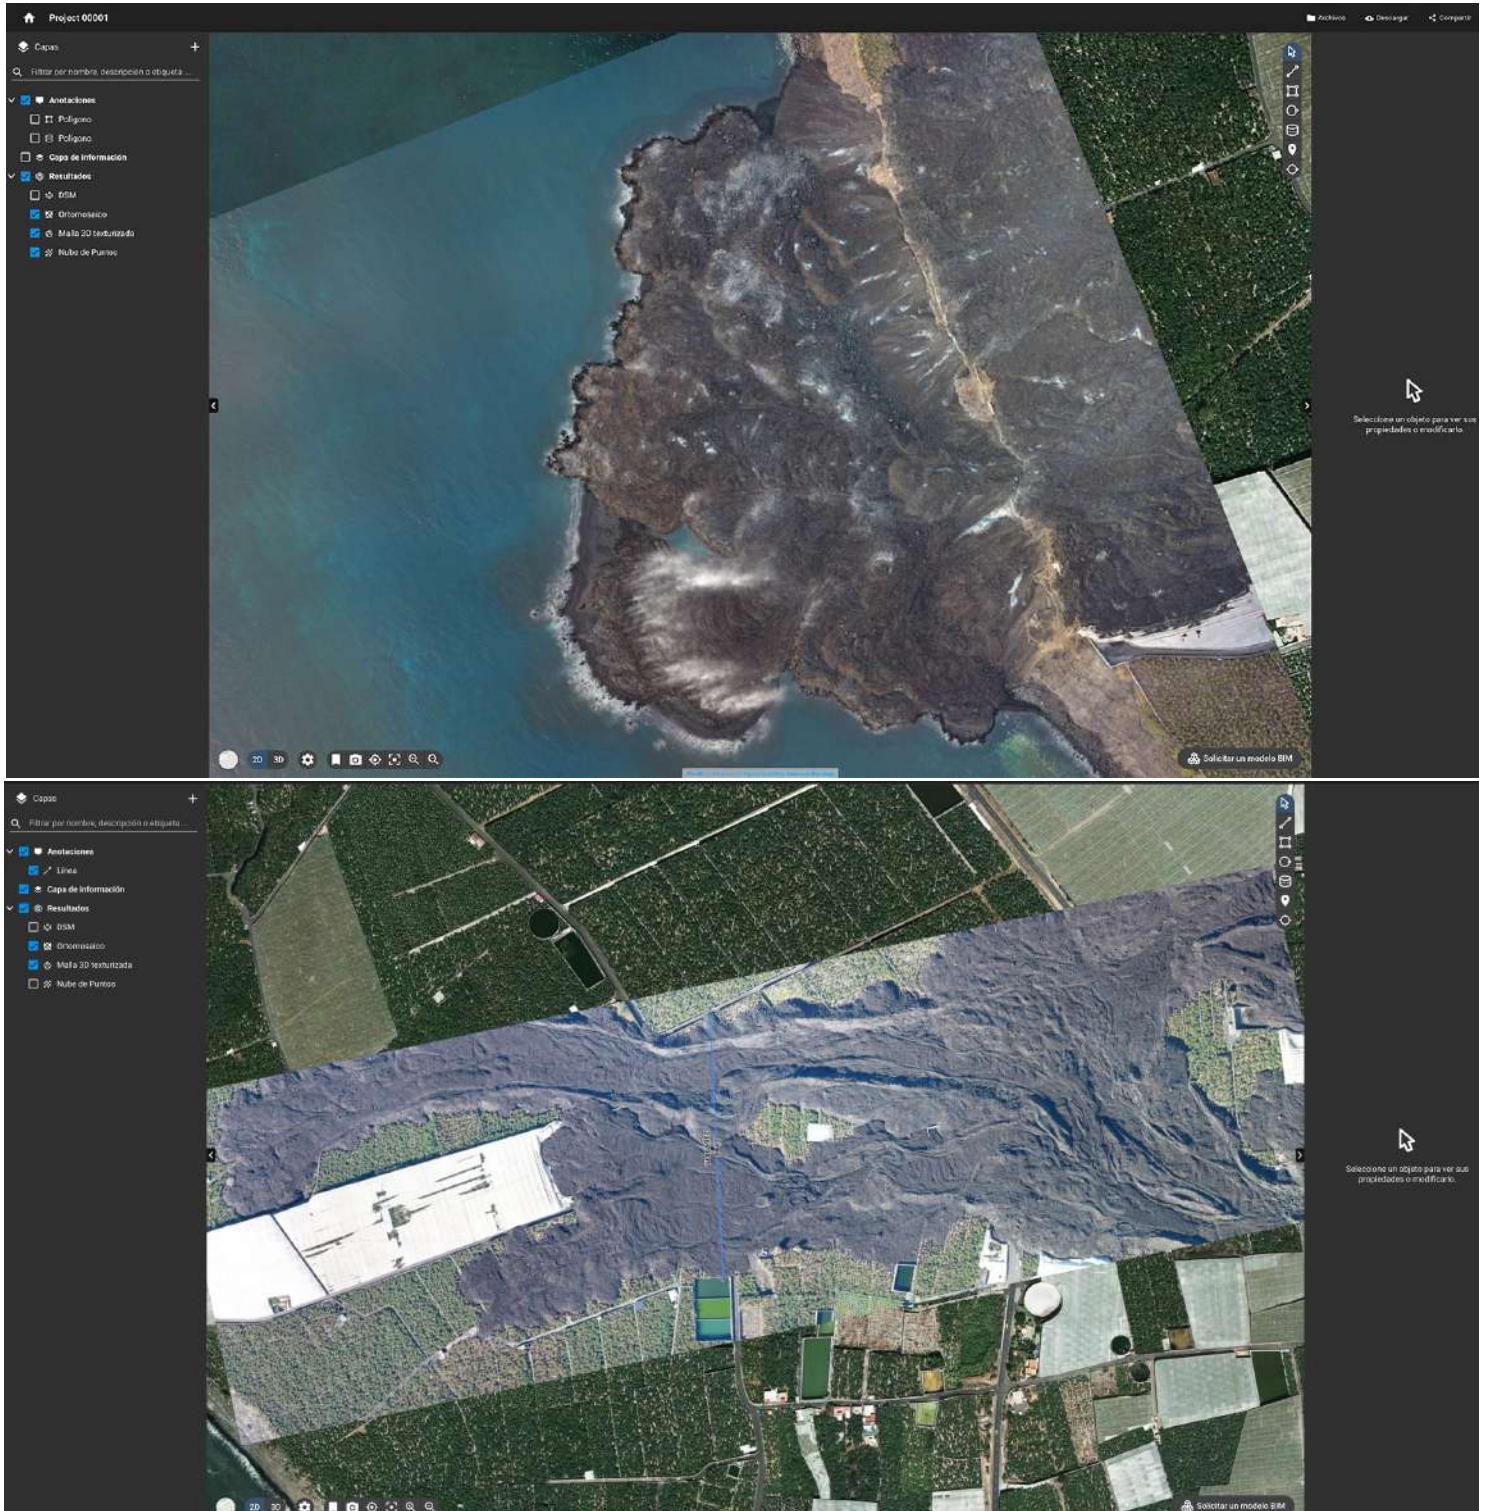 Project 00001
Archivos
Descargar
Compartir
Capas
Filtrar por nombre, descripción o etiqueta ...
Anotaciones
Polígono
Polígono
Capa de información
Resultados
DSM
Ortomosaico
Malla 3D texturizada
Nube de Puntos
Seleccione un objeto para ver sus
propiedades o modificarlo.
2D 3D
Solicitar un modelo BIM
Capas
Filtrar por nombre, descripción o etiqueta ...
Anotaciones
Línea
Capa de información
Resultados
DSM
Ortomosaico
Malla 3D texturizada
Nube de Puntos
Seleccione un objeto para ver sus
propiedades o modificarlo.
2D 3D
Solicitar un modelo BIM